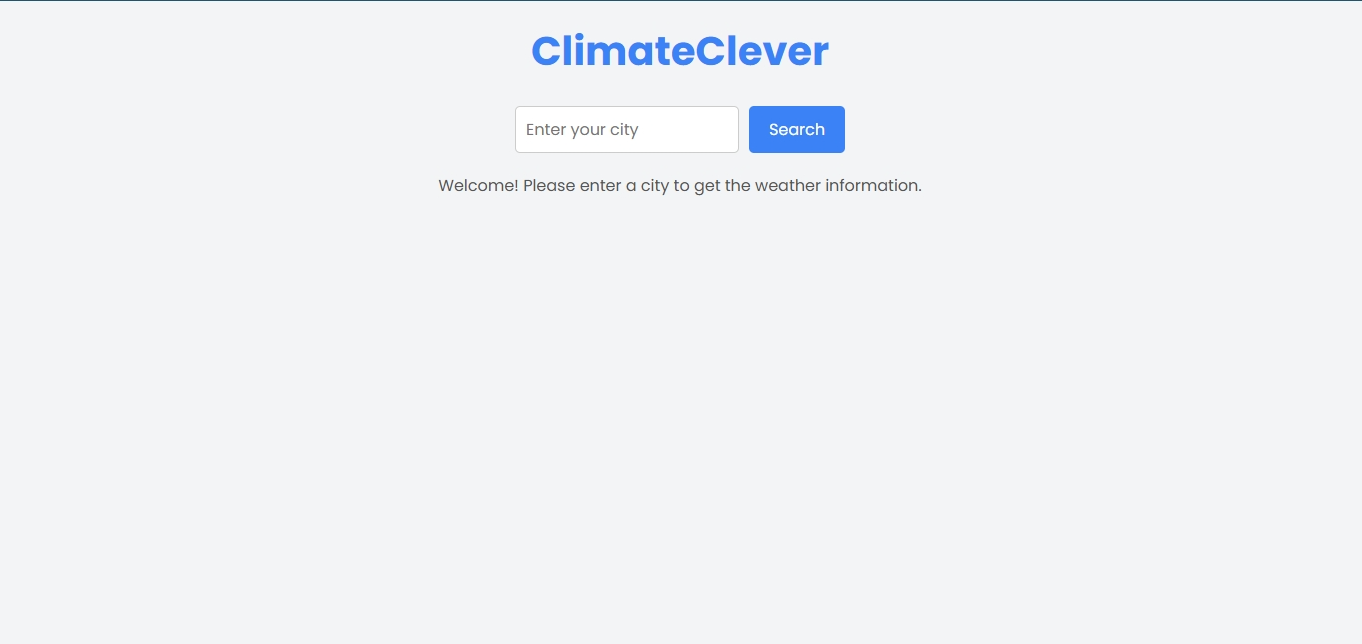 ClimateClever
Enter your city
Search
Welcome! Please enter a city to get the weather information.